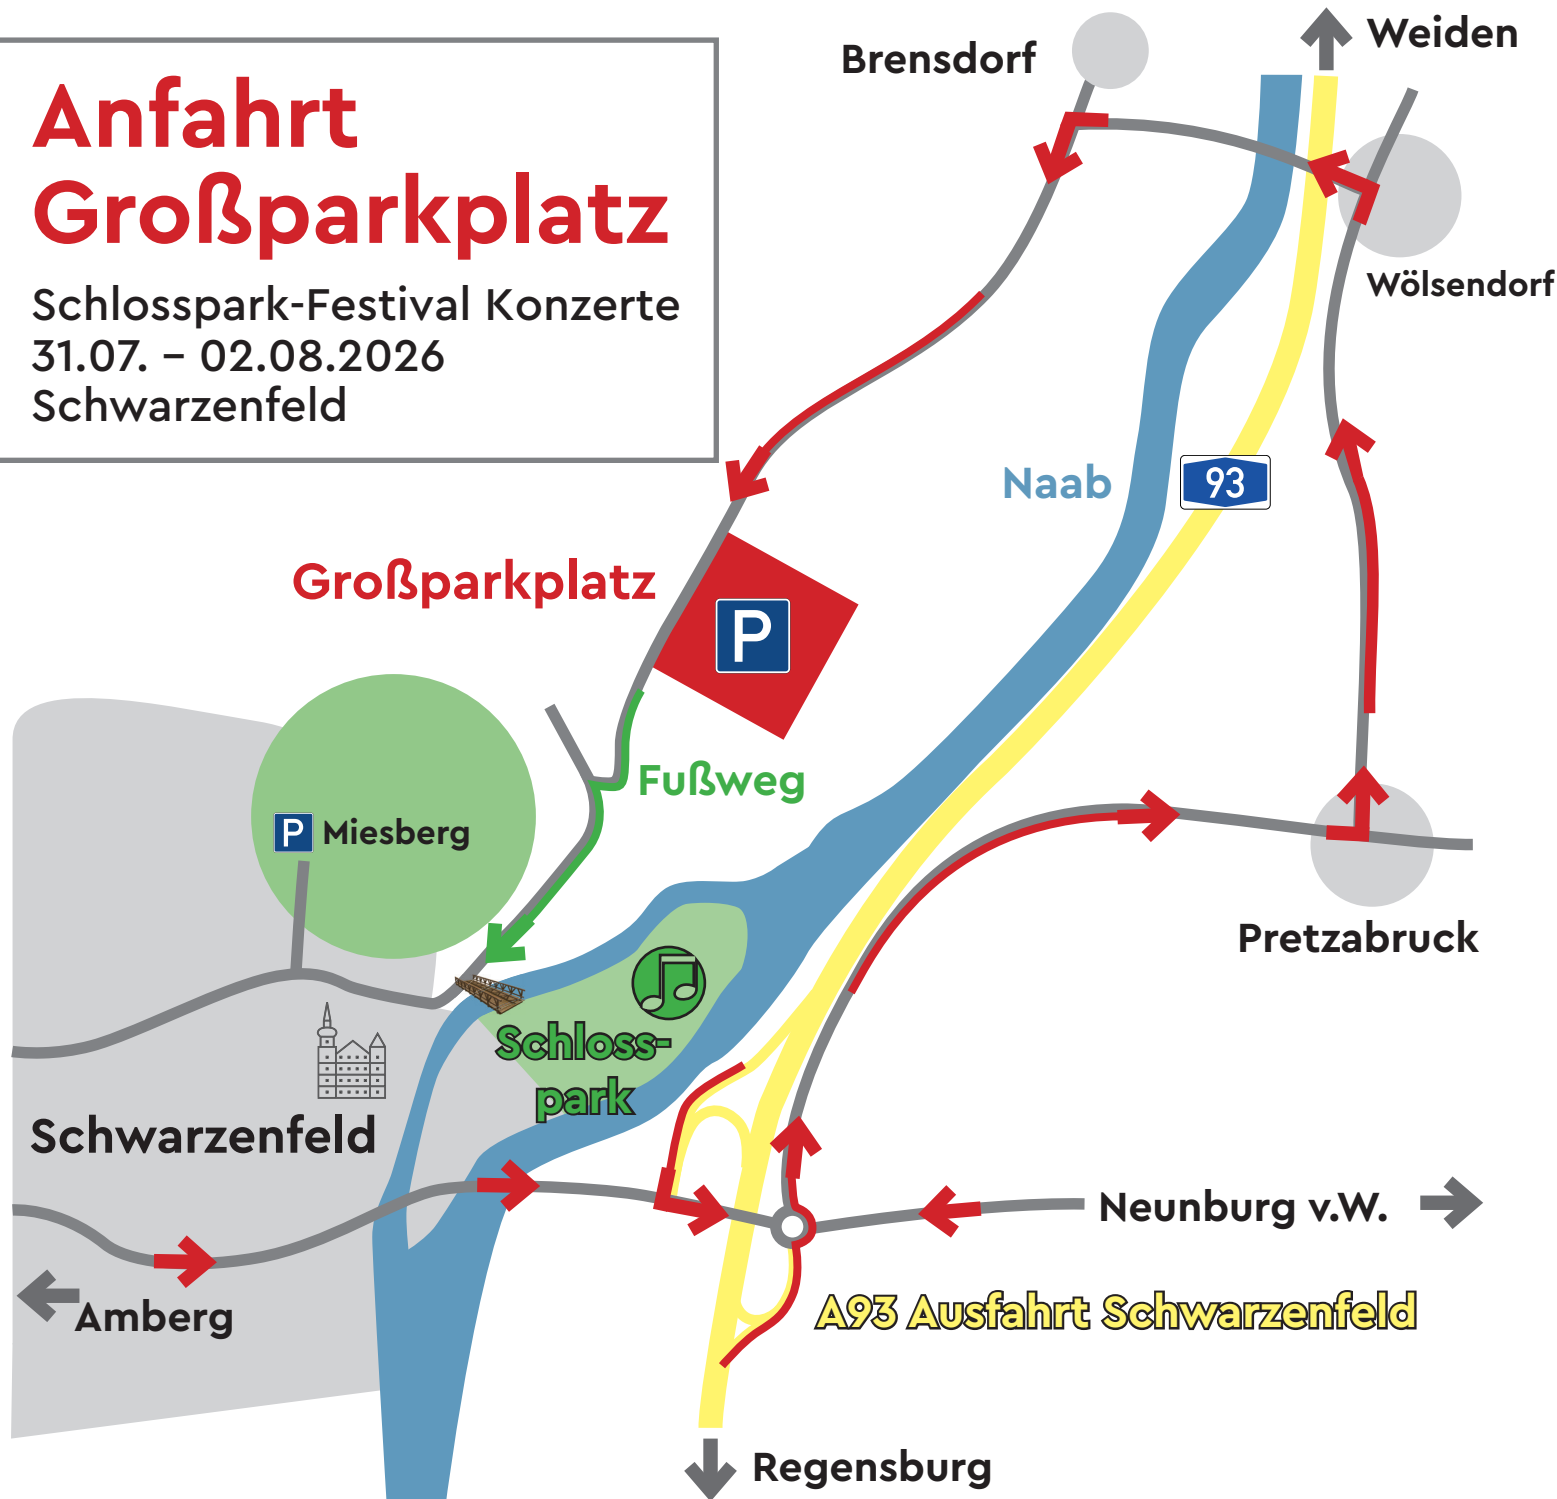 Anfahrt
Großparkplatz
Schlosspark-Festival Konzerte
31.07. – 02.08.2026
Schwarzenfeld
Brensdorf
Weiden
Wölsendorf
Naab
93
Großparkplatz
P
Fußweg
P Miesberg
Pretzabruck
Schloss-
park
Schwarzenfeld
Neunburg v.W.
Amberg
A93 Ausfahrt Schwarzenfeld
Regensburg